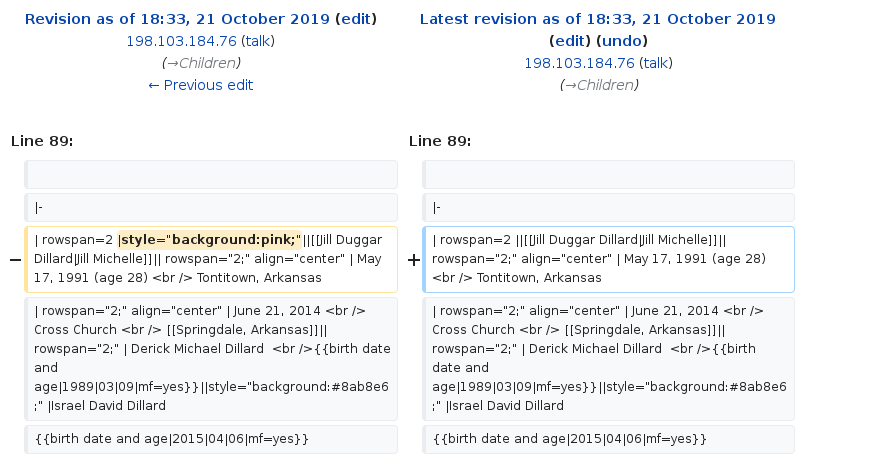 Revision as of 18:33, 21 October 2019 (edit)
198.103.184.76 (talk)
(→Children)
← Previous edit
Latest revision as of 18:33, 21 October 2019
(edit) (undo)
198.103.184.76 (talk)
(→Children)
Line 89:
Line 89:
|-
|-
− | rowspan=2 |style="background:pink;"||[[Jill Duggar
Dillard|Jill Michelle]]|| rowspan="2;" align="center" | May
17, 1991 (age 28) <br /> Tontitown, Arkansas
+ | rowspan=2 ||[[Jill Duggar Dillard|Jill Michelle]]||
rowspan="2;" align="center" | May 17, 1991 (age 28)
<br /> Tontitown, Arkansas
| rowspan="2;" align="center" | June 21, 2014 <br />
Cross Church <br /> [[Springdale, Arkansas]]||
rowspan="2;" | Derick Michael Dillard <br />{{birth date
and
age|1989|03|09|mf=yes}}||style="background:#8ab8e6
;" |Israel David Dillard
| rowspan="2;" align="center" | June 21, 2014 <br />
Cross Church <br /> [[Springdale, Arkansas]]||
rowspan="2;" | Derick Michael Dillard <br />{{birth
date and
age|1989|03|09|mf=yes}}||style="background:#8ab8e6
;" |Israel David Dillard
{{birth date and age|2015|04|06|mf=yes}}
{{birth date and age|2015|04|06|mf=yes}}